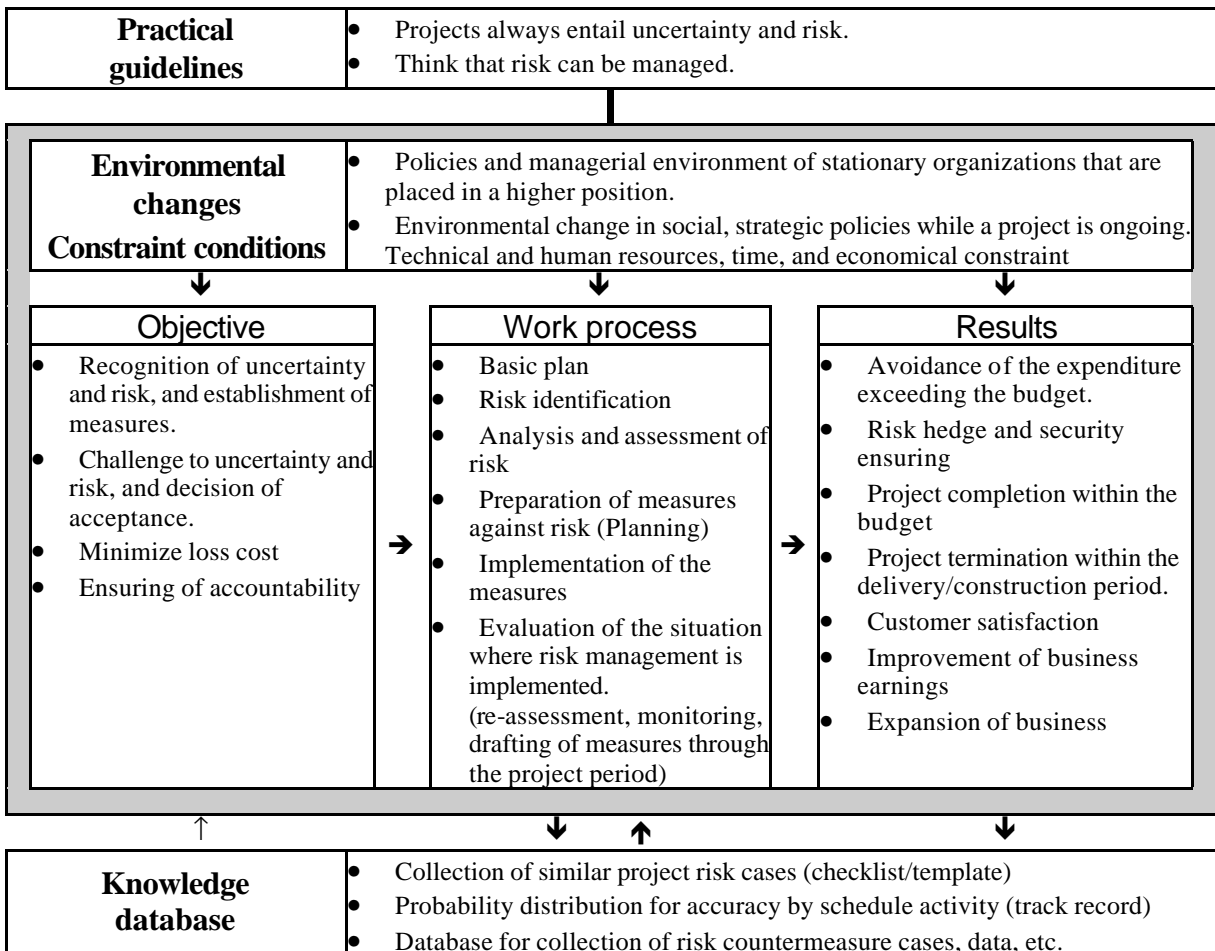 Practical
guidelines
● Projects always entail uncertainty and risk.
● Think that risk can be managed.
Environmental
changes
Constraint conditions
● Policies and managerial environment of stationary organizations that are
placed in a higher position.
● Environmental change in social, strategic policies while a project is ongoing.
Technical and human resources, time, and economical constraint
Objective
● Recognition of uncertainty
and risk, and establishment of
measures.
● Challenge to uncertainty and
risk, and decision of
acceptance.
● Minimize loss cost
● Ensuring of accountability
Work process
● Basic plan
● Risk identification
● Analysis and assessment of
risk
● Preparation of measures
against risk (Planning)
● Implementation of the
measures
● Evaluation of the situation
where risk management is
implemented.
(re-assessment, monitoring,
drafting of measures through
the project period)
Results
● Avoidance of the expenditure
exceeding the budget.
● Risk hedge and security
ensuring
● Project completion within the
budget
● Project termination within the
delivery/construction period.
● Customer satisfaction
● Improvement of business
earnings
● Expansion of business
Knowledge
database
● Collection of similar project risk cases (checklist/template)
● Probability distribution for accuracy by schedule activity (track record)
● Database for collection of risk countermeasure cases, data, etc.